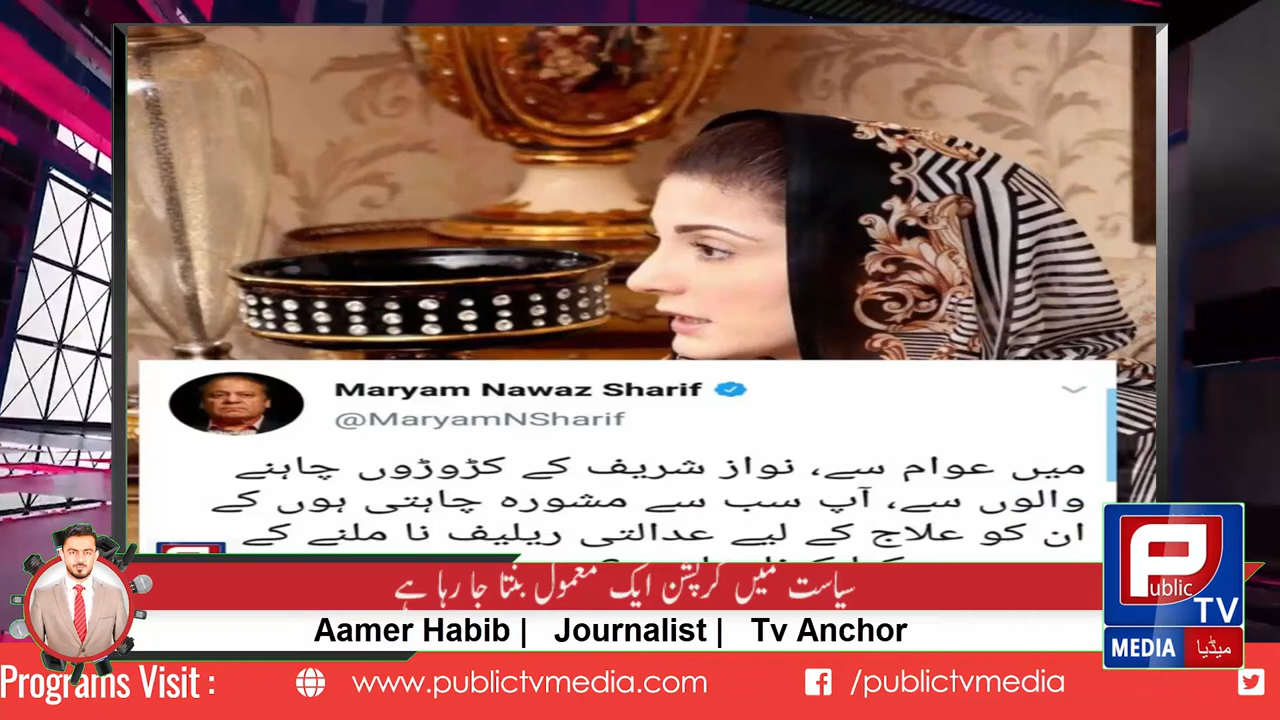 Maryam Nawaz Sharif
@MaryamNSharif
میں عوام سے، نواز شریف کے کڑوڑوں چاہنے
والوں سے، آپ سب سے مشورہ چاہتی ہوں کے
ان کو علاج کے لیے عدالتی ریلیف نا ملنے کے
سیاست میں کرپشن ایک معمول بنتا جا رہا ہے
Aamer Habib | Journalist | Tv Anchor
Public
TV
MEDIA میڈیا
Programs Visit : www.publictvmedia.com /publictvmedia